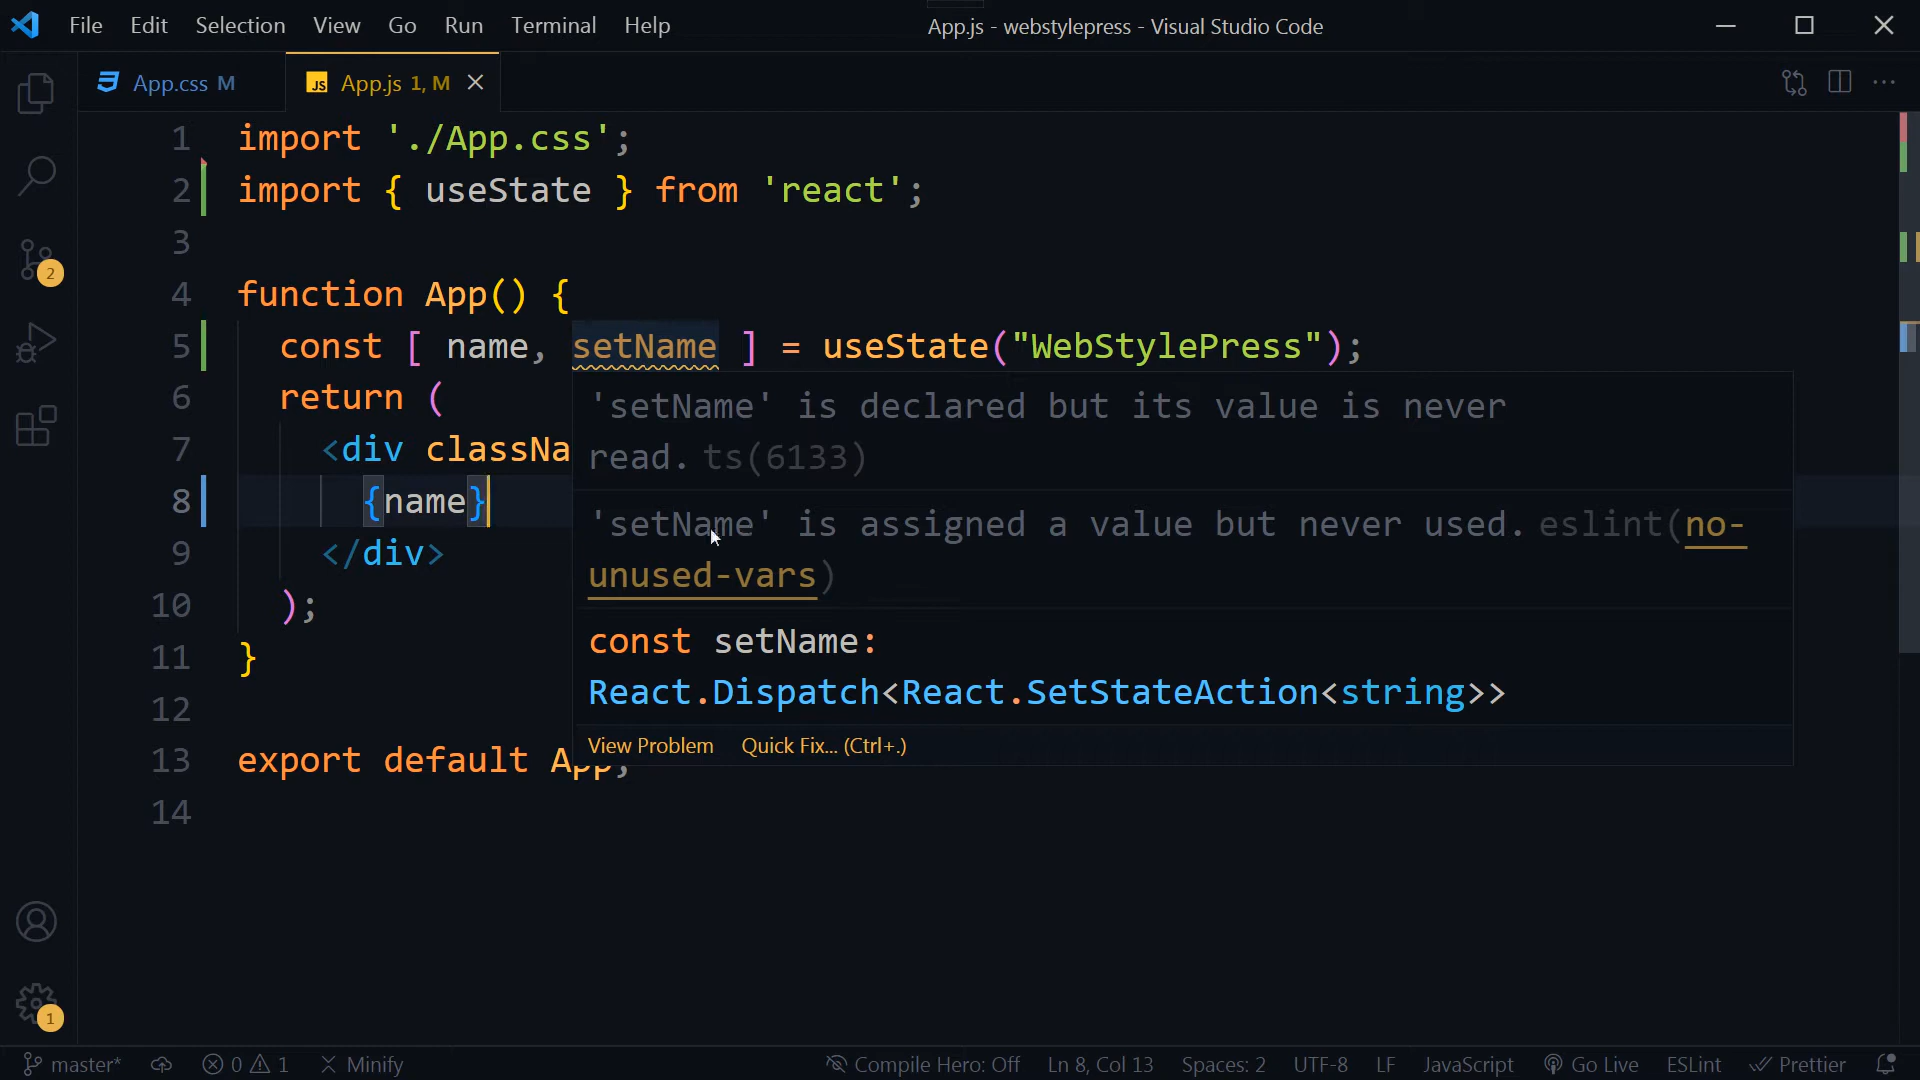 File Edit Selection View Go Run Terminal Help
App.js - webstylepress - Visual Studio Code
App.css M
JS App.js 1, M
1 import './App.css';
2 import { useState } from 'react';
3
4 function App() {
5 const [ name, setName ] = useState("WebStylePress");
6 return (
7 <div classNa
8 {name}
9 </div>
10 );
11 }
12
13 export default App;
14
'setName' is declared but its value is never
read. ts(6133)
'setName' is assigned a value but never used. eslint(no-
unused-vars)
const setName:
React.Dispatch<React.SetStateAction<string>>
View Problem Quick Fix... (Ctrl+.)
2
1
master* 0 1 Minify Compile Hero: Off Ln 8, Col 13 Spaces: 2 UTF-8 LF JavaScript Go Live ESLint Prettier